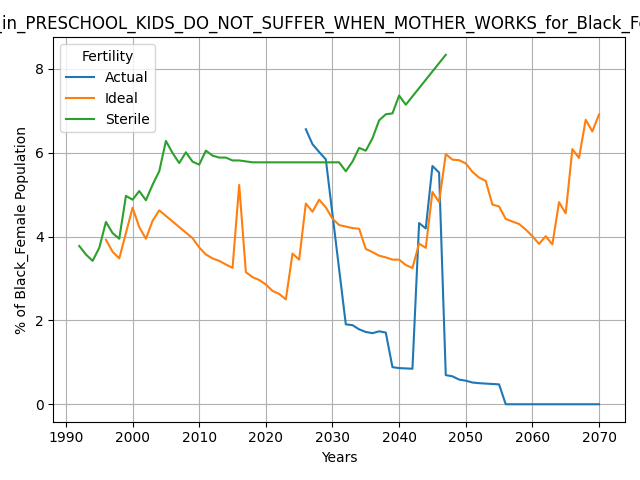 _in_PRESCHOOL_KIDS_DO_NOT_SUFFER_WHEN_MOTHER_WORKS_for_Black_Fe
Fertility
Actual
Ideal
Sterile
% of Black_Female Population
8
6
4
2
0
1990 2000 2010 2020 2030 2040 2050 2060 2070
Years